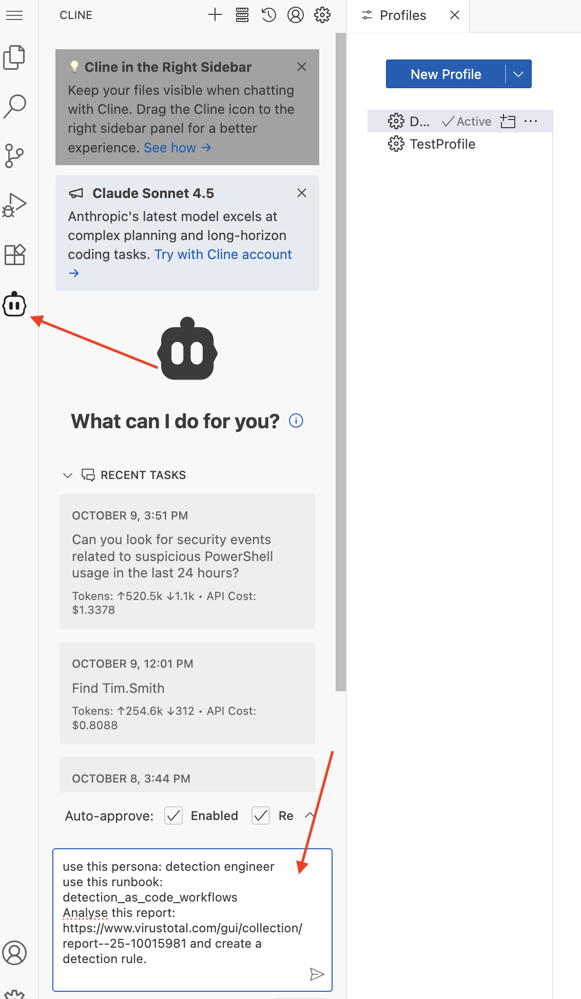 CLINE
Profiles
Cline in the Right Sidebar
Keep your files visible when chatting
with Cline. Drag the Cline icon to the
right sidebar panel for a better
experience. See how →
Claude Sonnet 4.5
Anthropic's latest model excels at
complex planning and long-horizon
coding tasks. Try with Cline account
→
New Profile
D... ✓Active ···
TestProfile
What can I do for you?
RECENT TASKS
OCTOBER 9, 3:51 PM
Can you look for security events
related to suspicious PowerShell
usage in the last 24 hours?
Tokens: ↑520.5k ↓1.1k • API Cost:
$1.3378
OCTOBER 9, 12:01 PM
Find Tim.Smith
Tokens: ↑254.6k ↓312 • API Cost:
$0.8088
OCTOBER 8, 3:44 PM
Auto-approve: Enabled Re
use this persona: detection engineer
use this runbook:
detection_as_code_workflows
Analyse this report:
https://www.virustotal.com/gui/collection/
report--25-10015981 and create a
detection rule.